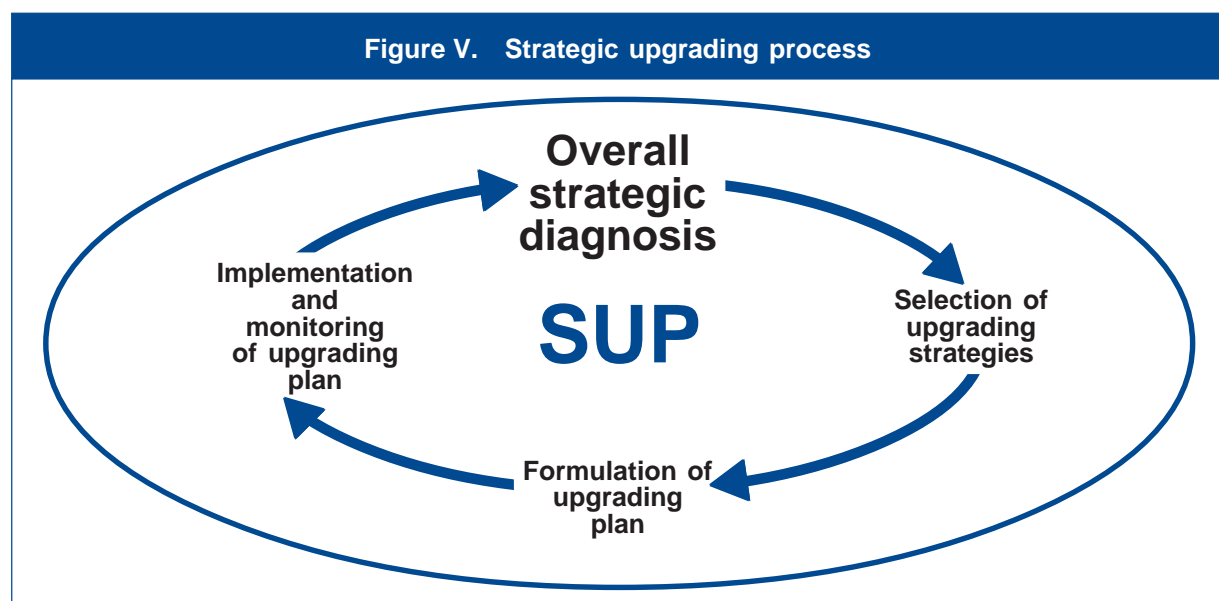 Figure V. Strategic upgrading process
Overall
strategic
diagnosis
Selection of
upgrading
strategies
Formulation of
upgrading
plan
Implementation
and
monitoring
of upgrading
plan
SUP